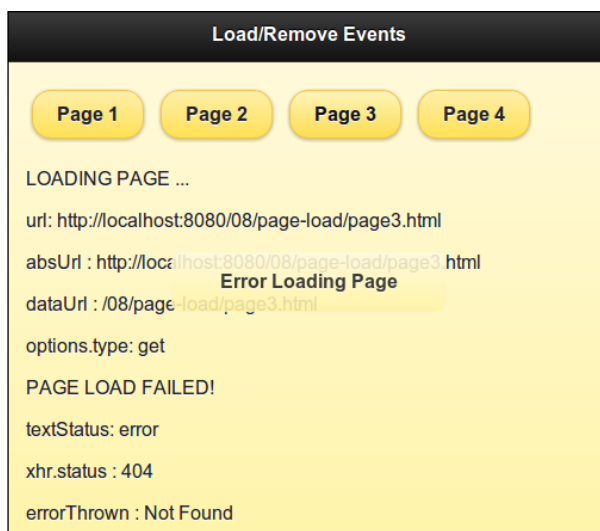 Load/Remove Events
Page 1 Page 2 Page 3 Page 4
LOADING PAGE ...
url: http://localhost:8080/08/page-load/page3.html
absUrl : http://localhost:8080/08/page-load/page3.html
Error Loading Page
dataUrl : /08/page-load/page3.html
options.type: get
PAGE LOAD FAILED!
textStatus: error
xhr.status : 404
errorThrown : Not Found